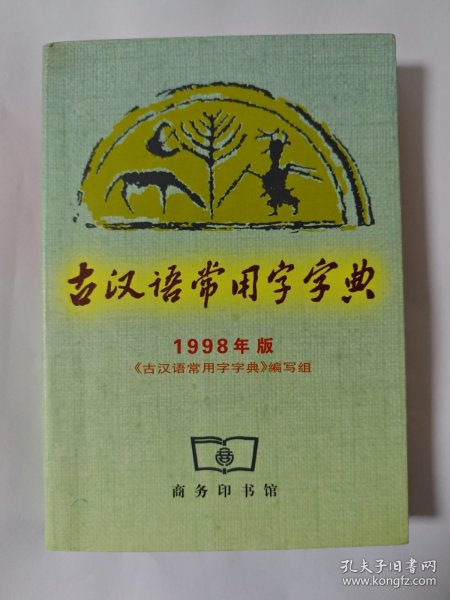 古汉语常用字字典
1998年版
《古汉语常用字字典》编写组
商务印书馆
孔夫子旧书网
www.kongfz.com